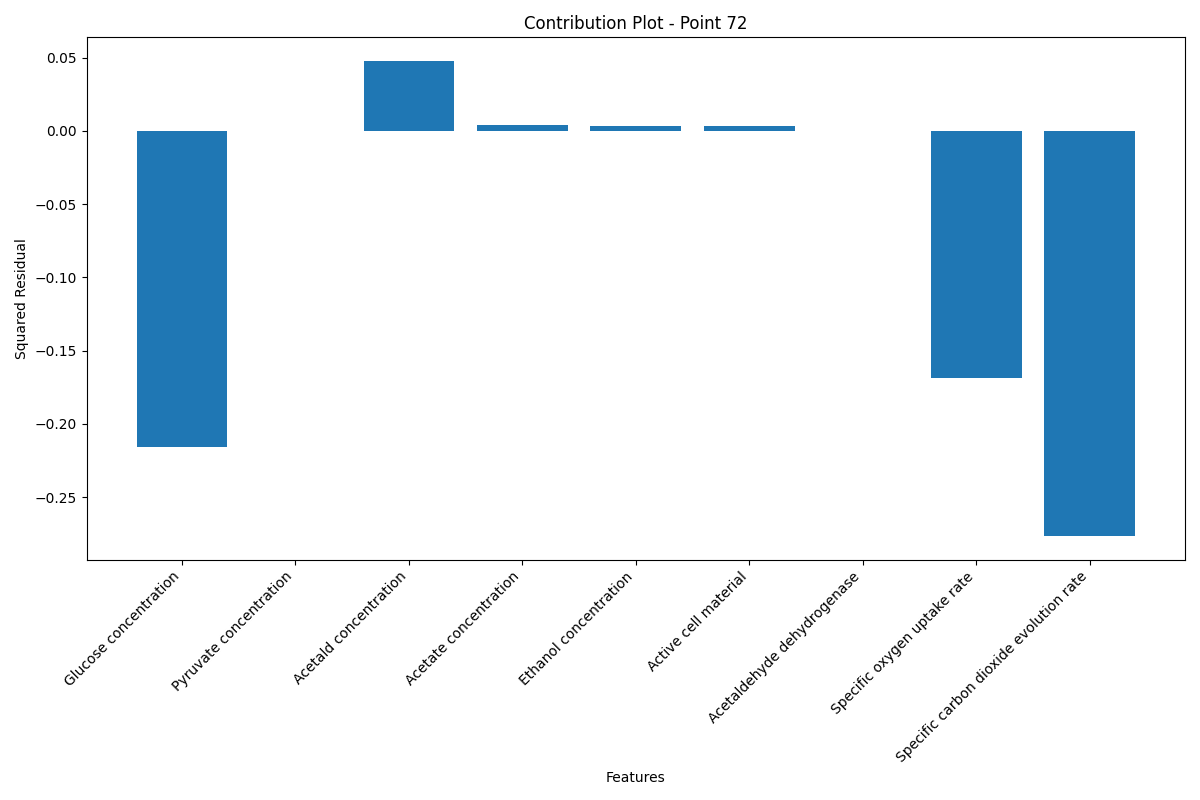 Contribution Plot - Point 72
Squared Residual
0.05
0.00
−0.05
−0.10
−0.15
−0.20
−0.25
Glucose concentration
Pyruvate concentration
Acetald concentration
Acetate concentration
Ethanol concentration
Active cell material
Acetaldehyde dehydrogenase
Specific oxygen uptake rate
Specific carbon dioxide evolution rate
Features